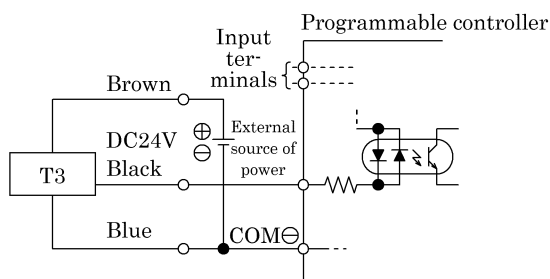 Programmable controller
Input
ter-
minals
Brown
DC24V
⊕
⊖
External
source of
power
T3
Black
Blue
COM⊖